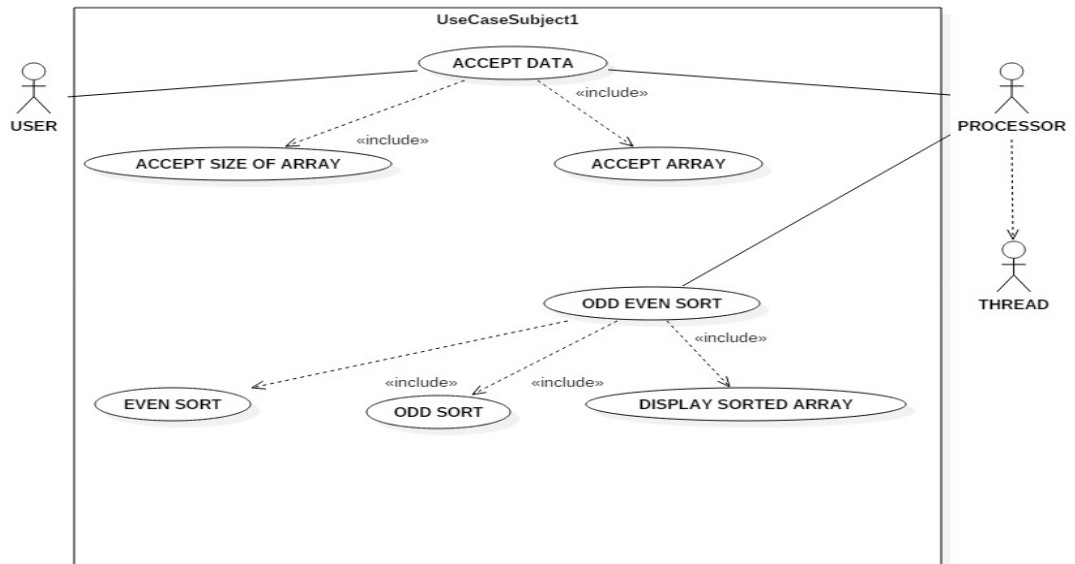 UseCaseSubject1
ACCEPT DATA
«include»
USER
PROCESSOR
«include»
ACCEPT SIZE OF ARRAY
ACCEPT ARRAY
ODD EVEN SORT
THREAD
«include»
«include»
«include»
EVEN SORT
ODD SORT
DISPLAY SORTED ARRAY